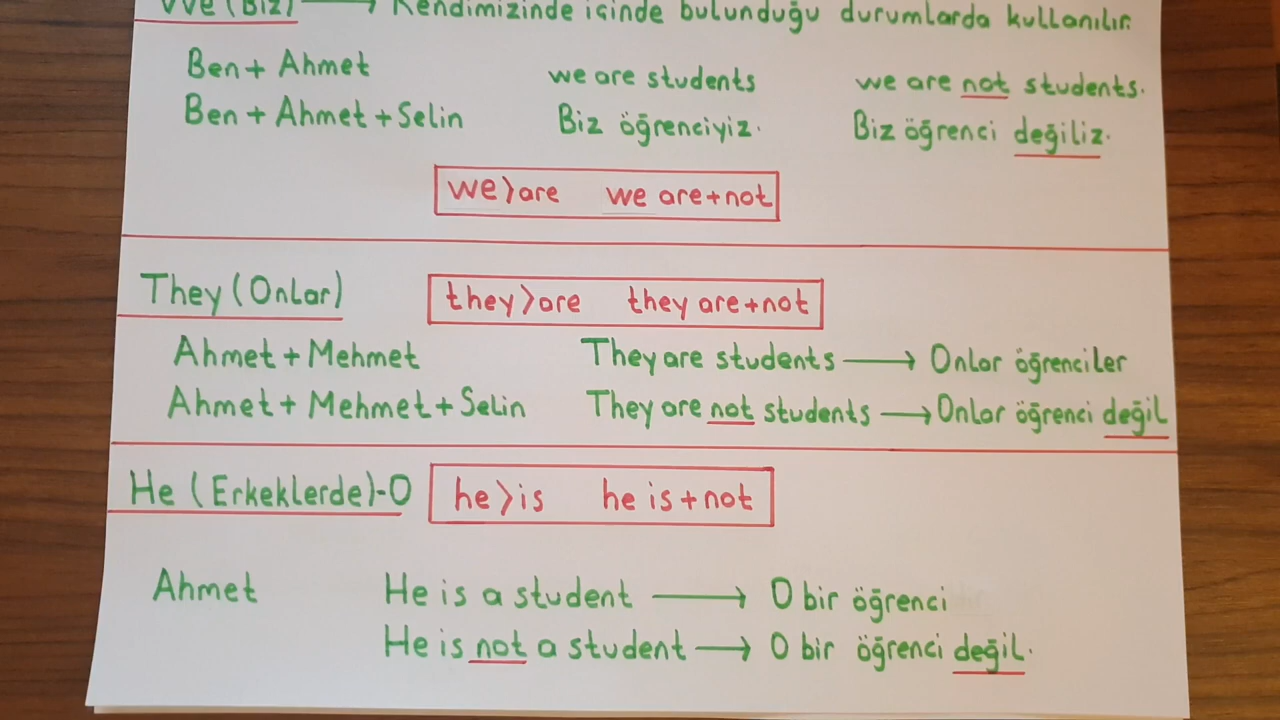 We (Biz) → Kendimizinde içinde bulunduğu durumlarda kullanılır.
Ben + Ahmet we are students we are not students.
Ben + Ahmet + Selin Biz öğrenciyiz. Biz öğrenci değiliz.
we > are we are + not
They (Onlar) they > are they are + not
Ahmet + Mehmet They are students → Onlar öğrenciler
Ahmet + Mehmet + Selin They are not students → Onlar öğrenci değil
He (Erkeklerde)-O he > is he is + not
Ahmet He is a student → O bir öğrenci
He is not a student → O bir öğrenci değil.